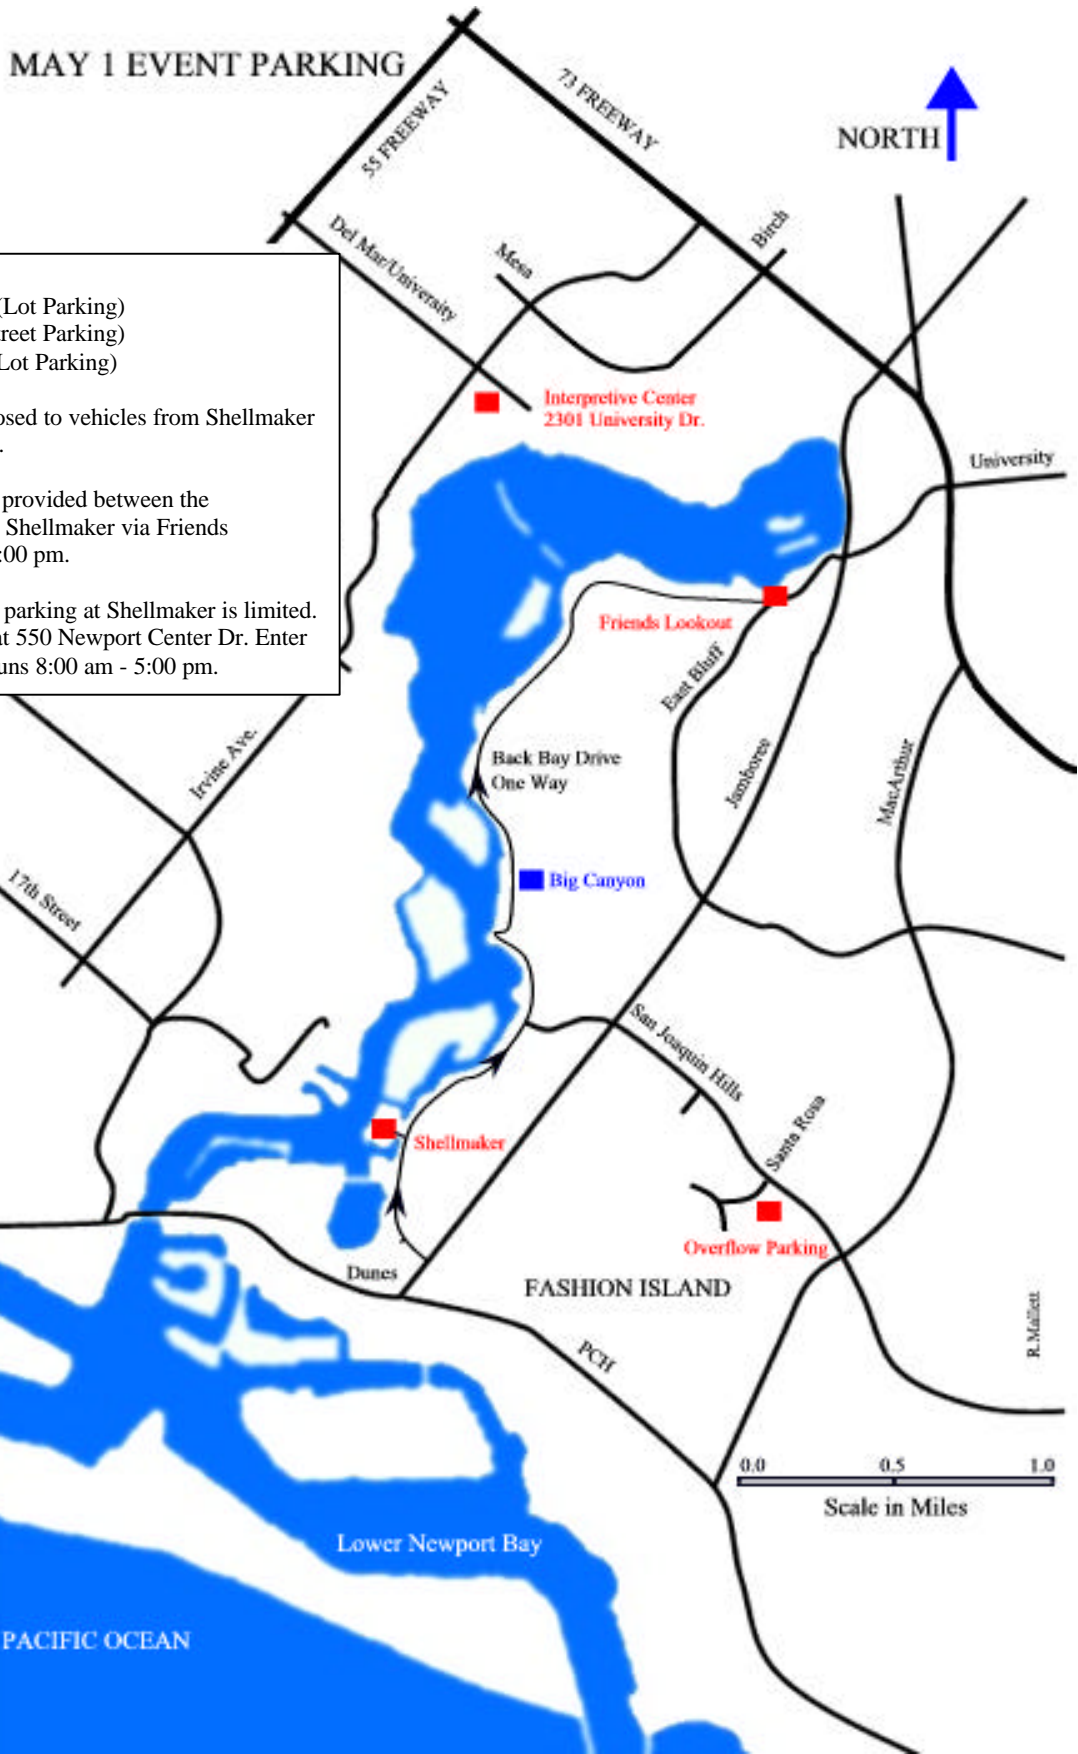 MAY 1 EVENT PARKING
55 FREEWAY
73 FREEWAY
NORTH
Del Mar/University
Mesa
Birch
(Lot Parking)
treet Parking)
Lot Parking)
osed to vehicles from Shellmaker
.
provided between the
Shellmaker via Friends
:00 pm.
parking at Shellmaker is limited.
at 550 Newport Center Dr. Enter
uns 8:00 am - 5:00 pm.
Interpretive Center
2301 University Dr.
University
Friends Lookout
East Bluff
Irvine Ave.
Back Bay Drive
One Way
Jamboree
MacArthur
17th Street
Big Canyon
San Joaquin Hills
Santa Rosa
Shellmaker
Overflow Parking
Dunes
FASHION ISLAND
PCH
R.Mallett
0.0 0.5 1.0
Scale in Miles
Lower Newport Bay
PACIFIC OCEAN